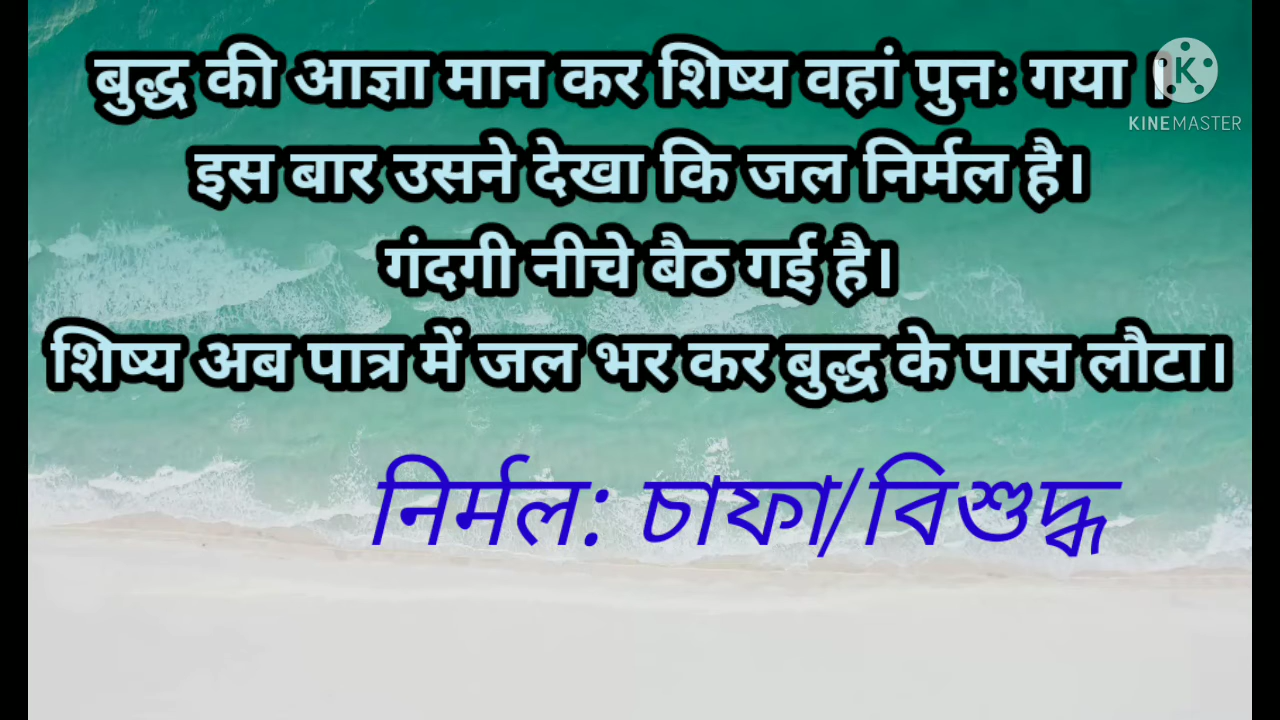 बुद्ध की आज्ञा मान कर शिष्य वहां पुनः गया ।
KINEMASTER
इस बार उसने देखा कि जल निर्मल है।
गंदगी नीचे बैठ गई है।
शिष्य अब पात्र में जल भर कर बुद्ध के पास लौटा।
निर्मल: চাফা/বিশুদ্ধ